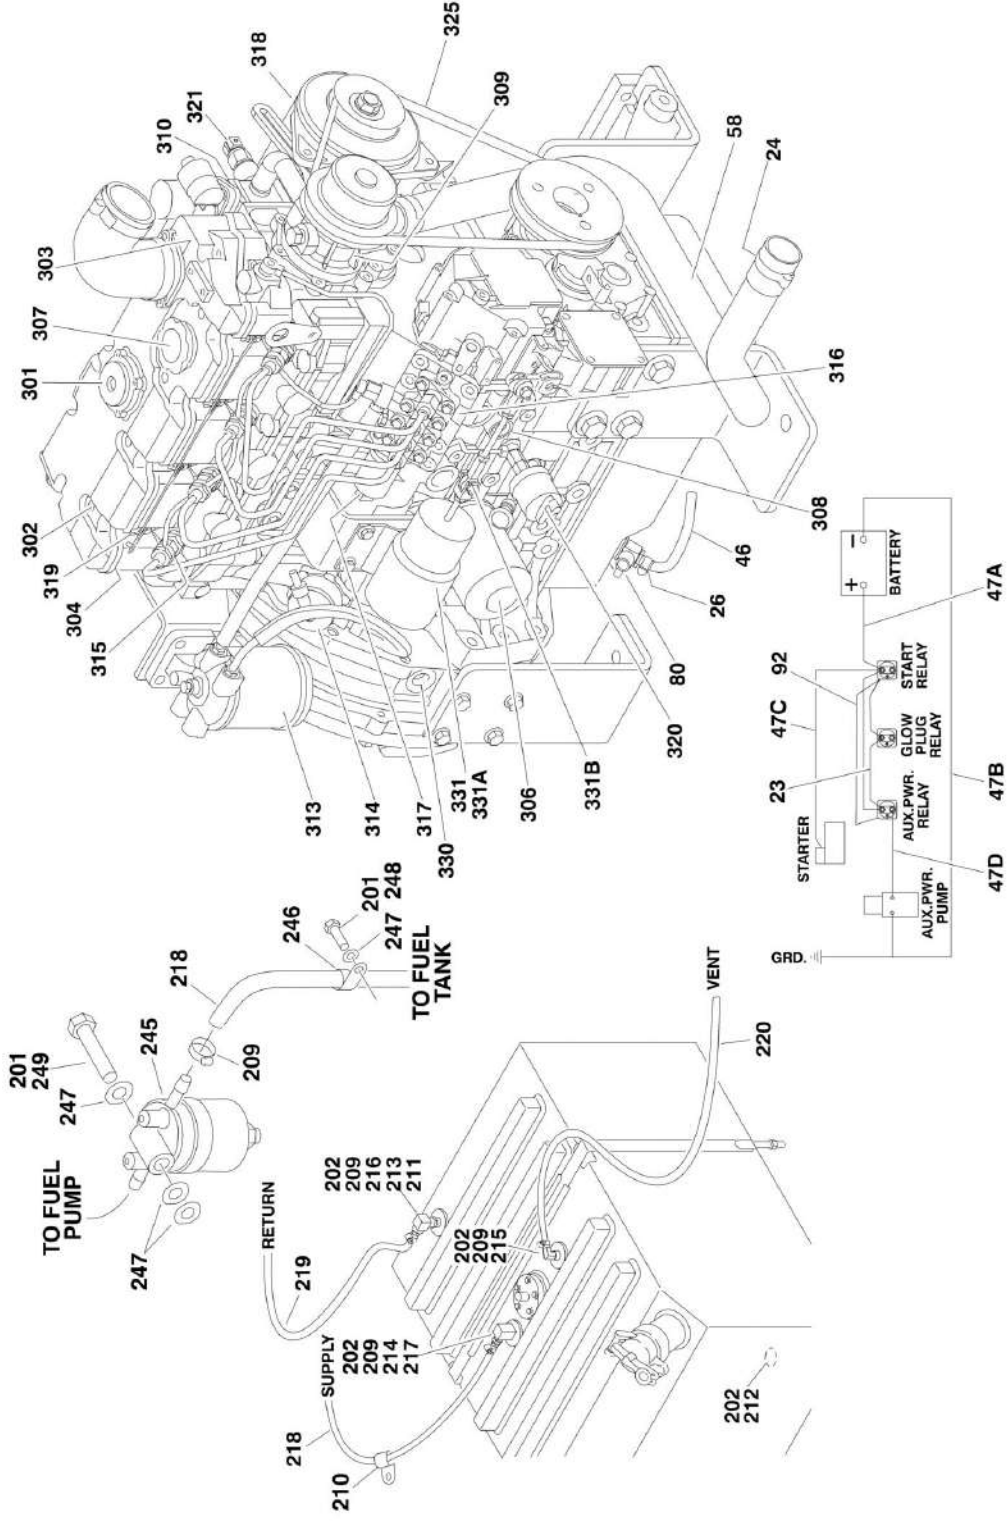 325
318
321
310
309
303
307
301
302
319
304
315
58
24
316
308
46
26
80
320
331B
306
331
331A
330
317
314
313
TO FUEL
PUMP
201
249
247
245
218
209
247
246
201
248
247
TO FUEL
TANK
RETURN
219
202
209
216
213
211
202
209
215
SUPPLY
202
209
214
217
218
210
202
212
VENT
220
GRD.
STARTER
AUX.PWR.
PUMP
AUX.PWR.
RELAY
GLOW
PLUG
RELAY
START
RELAY
+
−
BATTERY
23
47C
92
47A
47B
47D